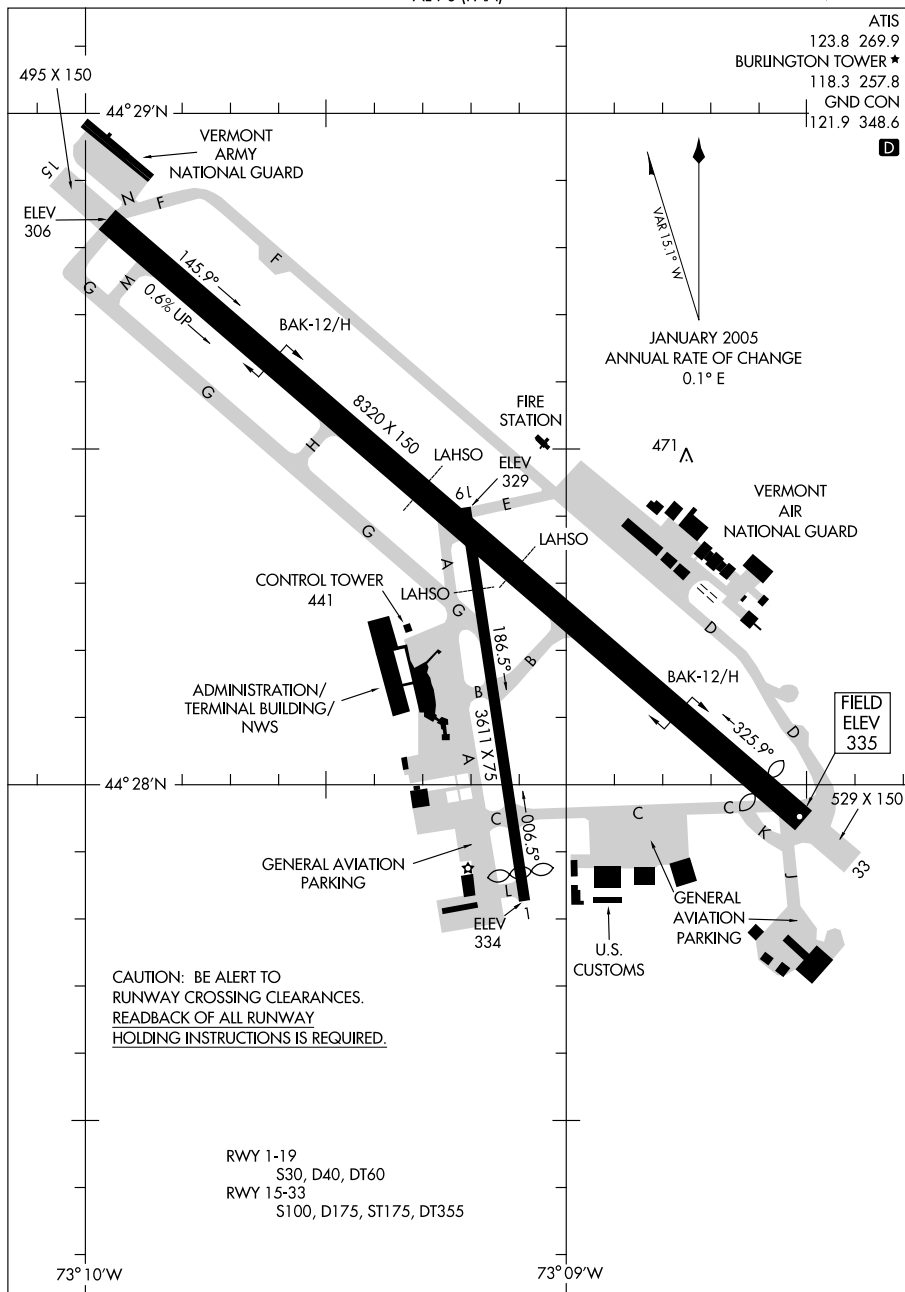 ATIS
123.8 269.9
BURLINGTON TOWER ★
118.3 257.8
GND CON
121.9 348.6
D
495 X 150
44°29'N
VERMONT
ARMY
NATIONAL GUARD
15
N
F
ELEV
306
F
VAR 15.1° W
145.9°
G
M
0.6% UP
BAK-12/H
JANUARY 2005
ANNUAL RATE OF CHANGE
0.1° E
G
8320 X 150
FIRE
STATION
H
LAHSO
471
ELEV
329
19
E
VERMONT
AIR
NATIONAL GUARD
G
LAHSO
A
CONTROL TOWER
441
LAHSO
G
186.5°
D
B
ADMINISTRATION/
TERMINAL BUILDING/
NWS
B
3611 X 75
BAK-12/H
325.9°
D
FIELD
ELEV
335
A
44°28'N
529 X 150
C
C
C
K
006.5°
33
GENERAL AVIATION
PARKING
L
J
ELEV
334
1
U.S.
CUSTOMS
GENERAL
AVIATION
PARKING
CAUTION: BE ALERT TO
RUNWAY CROSSING CLEARANCES.
READBACK OF ALL RUNWAY
HOLDING INSTRUCTIONS IS REQUIRED.
RWY 1-19
S30, D40, DT60
RWY 15-33
S100, D175, ST175, DT355
73°10'W
73°09'W